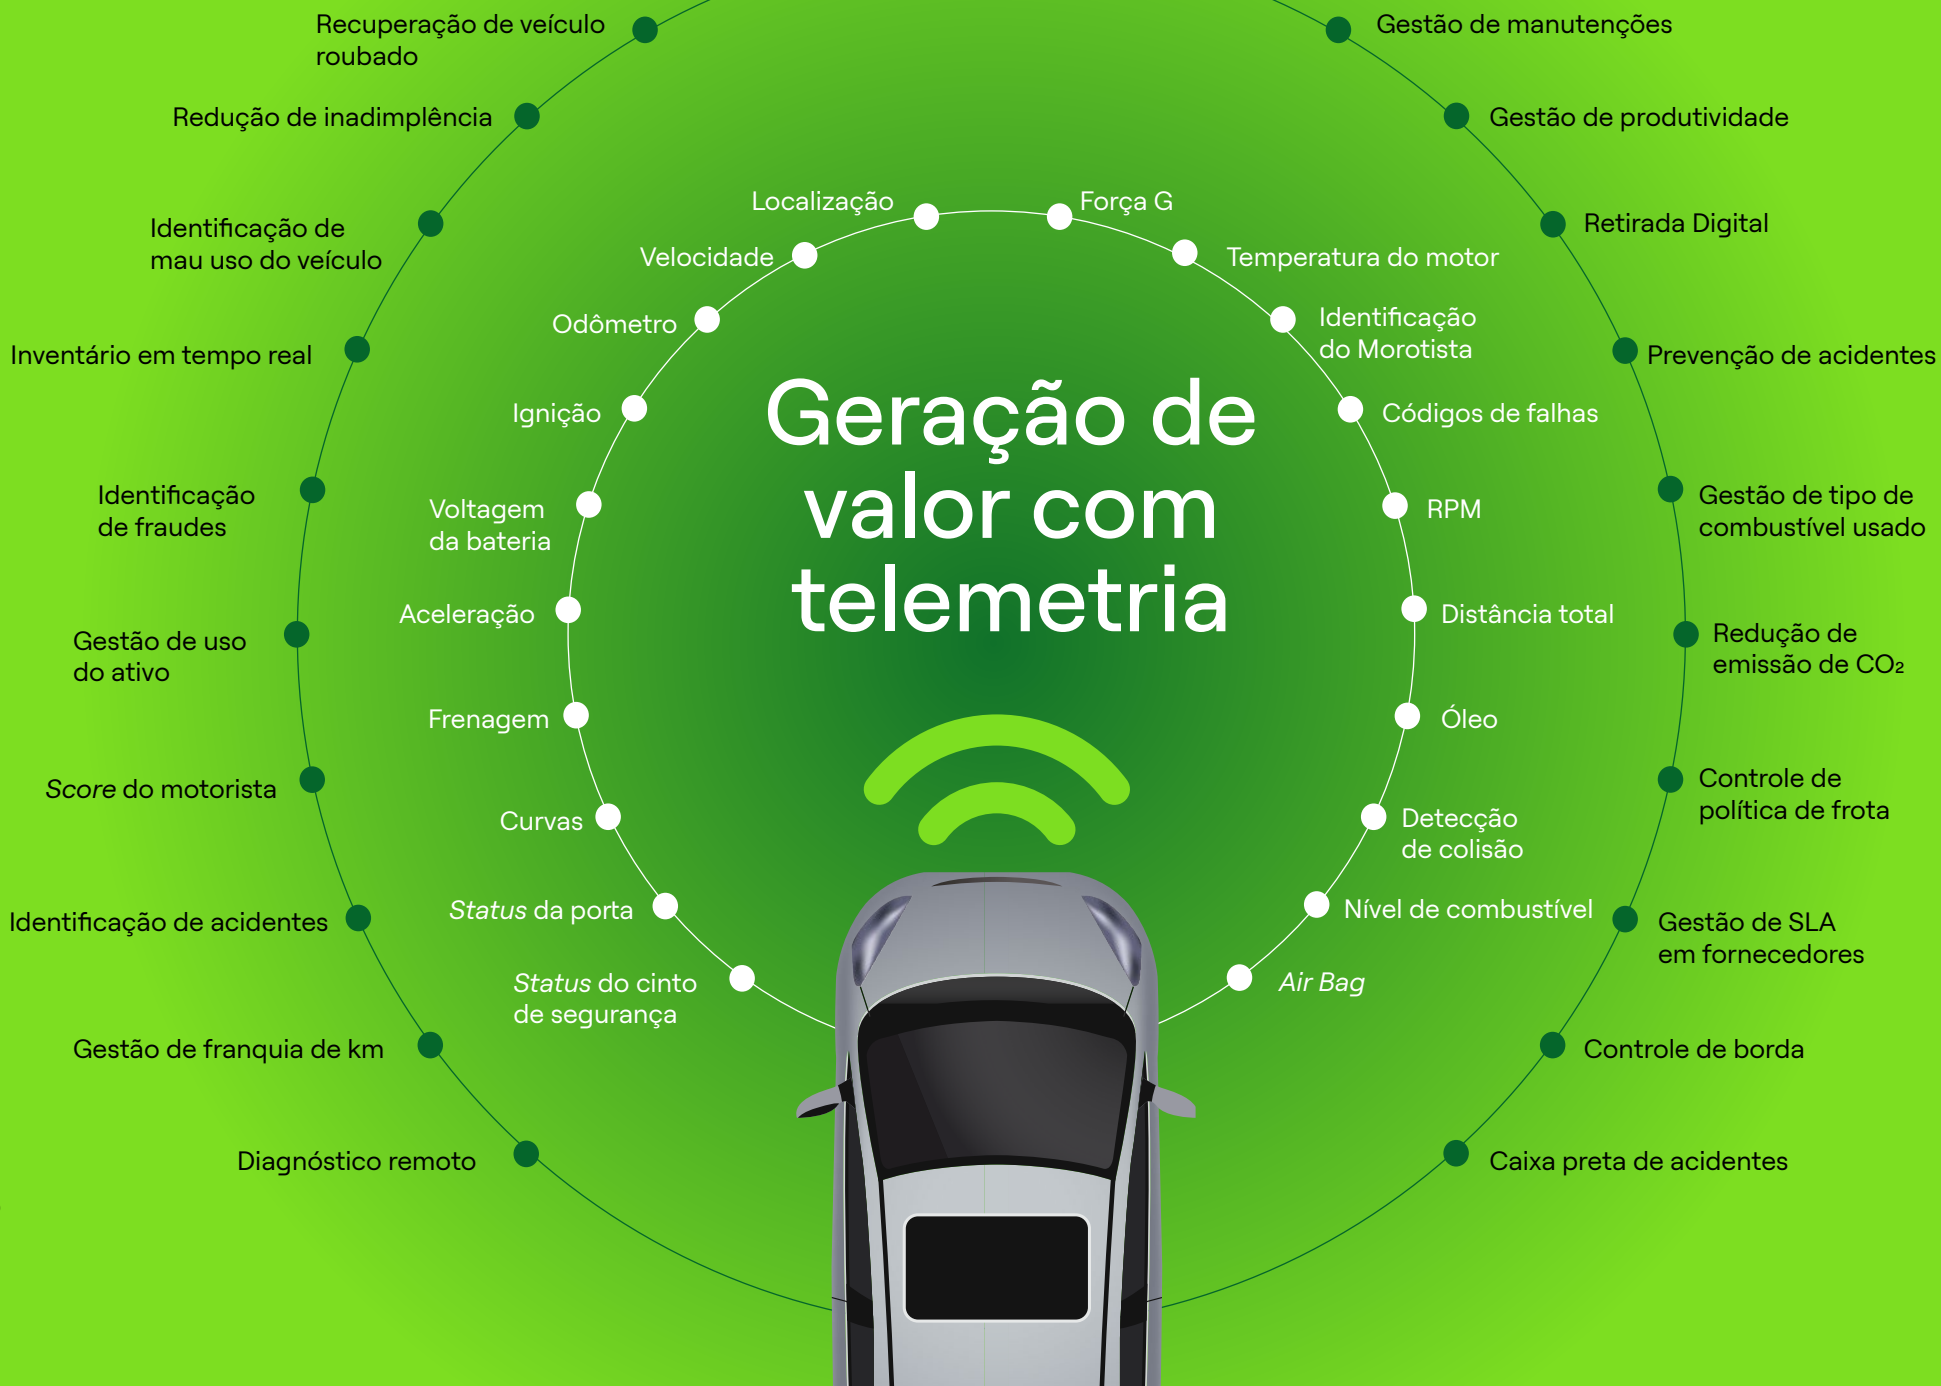 Recuperação de veículo
roubado
Redução de inadimplência
Identificação de
mau uso do veículo
Inventário em tempo real
Identificação
de fraudes
Gestão de uso
do ativo
Score do motorista
Identificação de acidentes
Gestão de franquia de km
Diagnóstico remoto
Localização
Velocidade
Odômetro
Ignição
Voltagem
da bateria
Aceleração
Frenagem
Curvas
Status da porta
Status do cinto
de segurança
Geração de
valor com
telemetria
Força G
Temperatura do motor
Identificação
do Morotista
Códigos de falhas
RPM
Distância total
Óleo
Detecção
de colisão
Nível de combustível
Air Bag
Gestão de manutenções
Gestão de produtividade
Retirada Digital
Prevenção de acidentes
Gestão de tipo de
combustível usado
Redução de
emissão de CO₂
Controle de
política de frota
Gestão de SLA
em fornecedores
Controle de borda
Caixa preta de acidentes